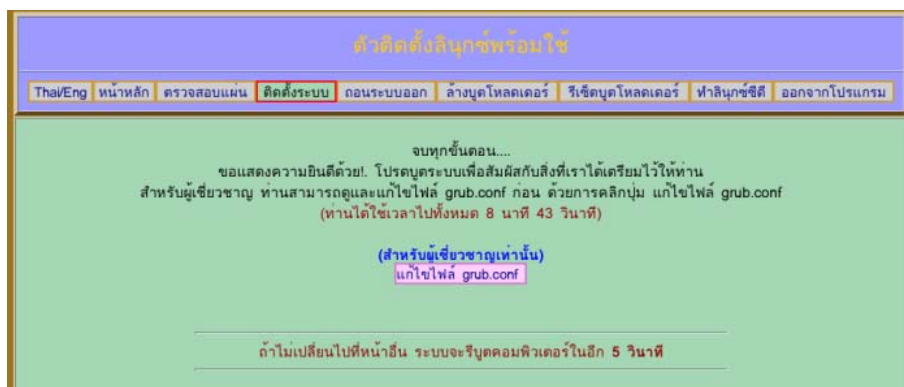 ตัวติดตั้งลินุกซ์พร้อมใช้
Thai/Eng หน้าหลัก ตรวจสอบแผ่น ติดตั้งระบบ ถอนระบบออก ล้างบูตโหลดเดอร์ รีเซ็ตบูตโหลดเดอร์ ทำลินุกซ์ซีดี ออกจากโปรแกรม
จบทุกขั้นตอน....
ขอแสดงความยินดีด้วย!. โปรดบูตระบบเพื่อสัมผัสกับสิ่งที่เราได้เตรียมไว้ให้ท่าน
สำหรับผู้เชี่ยวชาญ ท่านสามารถดูและแก้ไขไฟล์ grub.conf ก่อน ด้วยการคลิกปุ่ม แก้ไขไฟล์ grub.conf
(ท่านได้ใช้เวลาไปทั้งหมด 8 นาที 43 วินาที)
(สำหรับผู้เชี่ยวชาญเท่านั้น)
แก้ไขไฟล์ grub.conf
ถ้าไม่เปลี่ยนไปที่หน้าอื่น ระบบจะรีบูตคอมพิวเตอร์ในอีก 5 วินาที